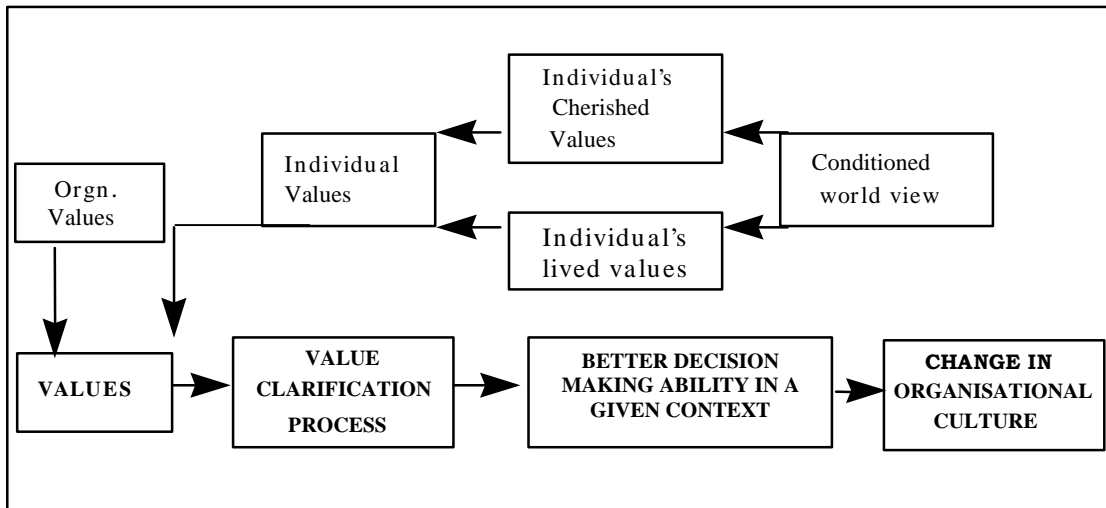 Individual's
Cherished
Values
Individual
Values
Conditioned
world view
Orgn.
Values
Individual's
lived values
VALUES
VALUE
CLARIFICATION
PROCESS
BETTER DECISION
MAKING ABILITY IN A
GIVEN CONTEXT
CHANGE IN
ORGANISATIONAL
CULTURE